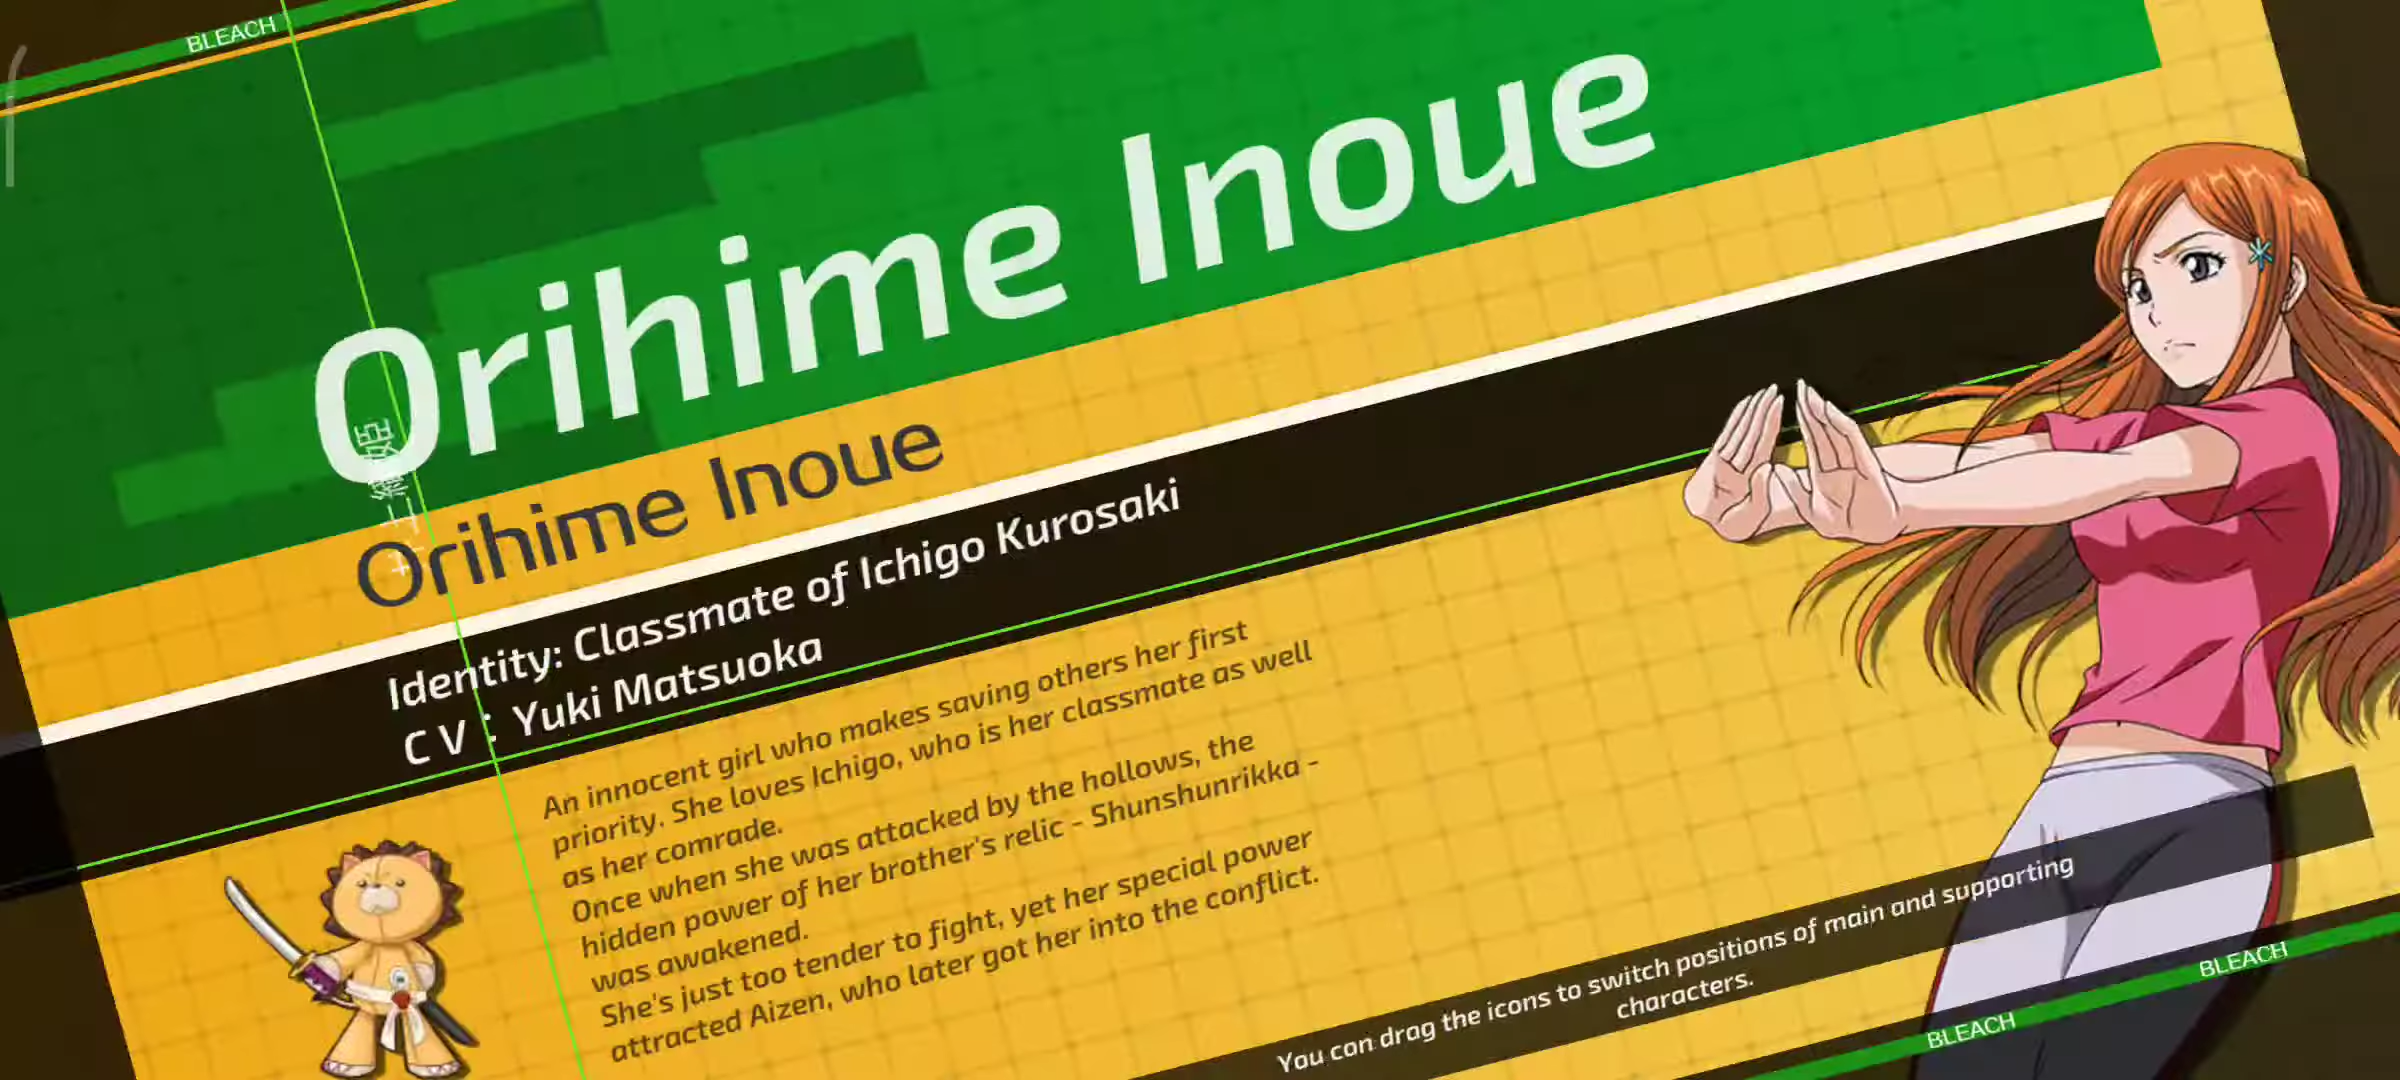 BLEACH
Orihime Inoue
Orihime Inoue
Identity: Classmate of Ichigo Kurosaki
CV： Yuki Matsuoka
An innocent girl who makes saving others her first
priority. She loves Ichigo, who is her classmate as well
as her comrade.
Once when she was attacked by the hollows, the
hidden power of her brother's relic - Shunshunrikka -
was awakened.
She's just too tender to fight, yet her special power
attracted Aizen, who later got her into the conflict.
You can drag the icons to switch positions of main and supporting
characters.
BLEACH
BLEACH